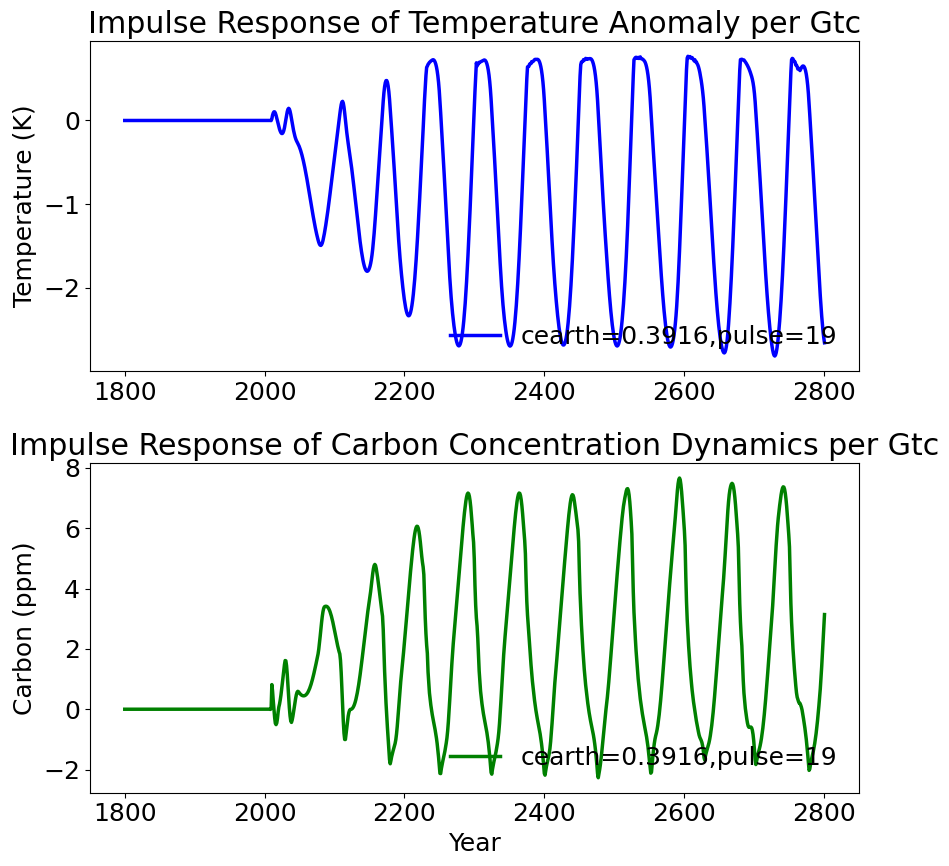 Impulse Response of Temperature Anomaly per Gtc
Temperature (K)
0
−1
−2
cearth=0.3916,pulse=19
1800 2000 2200 2400 2600 2800
Impulse Response of Carbon Concentration Dynamics per Gtc
Carbon (ppm)
8
6
4
2
0
−2
cearth=0.3916,pulse=19
1800 2000 2200 2400 2600 2800
Year